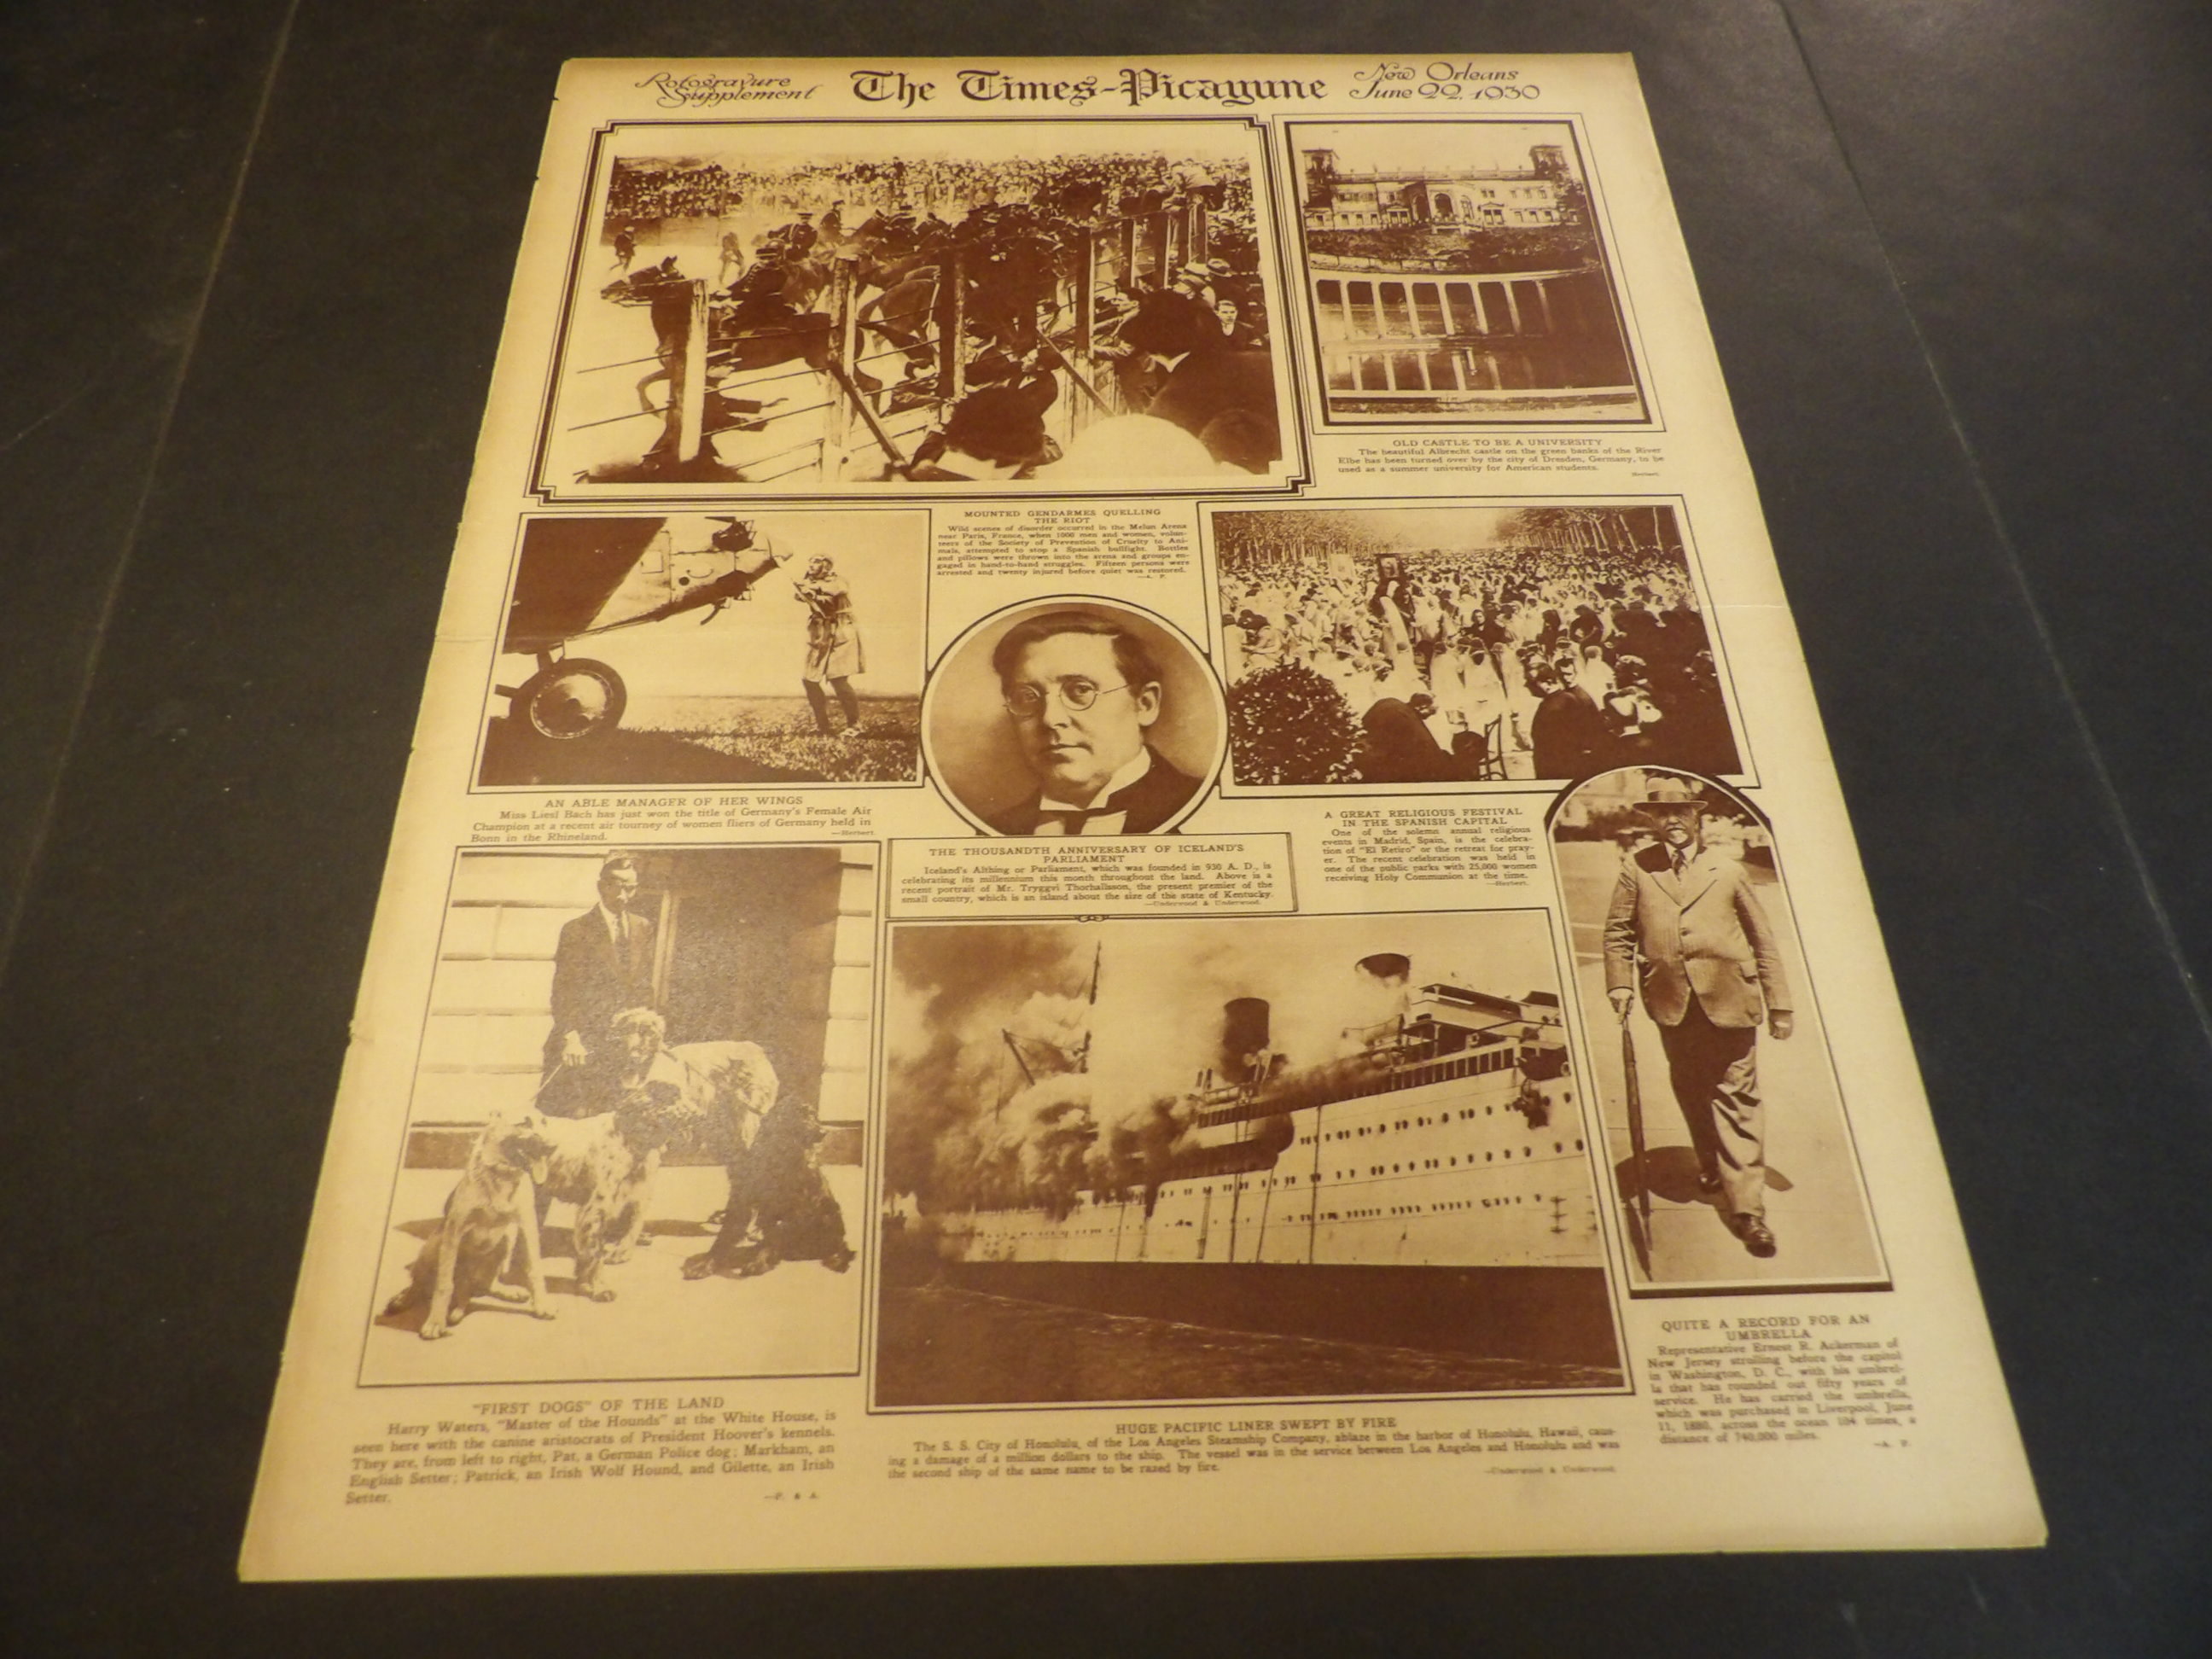 Rotogravure Supplement
The Times-Picayune
New Orleans
June 22, 1930
OLD CASTLE TO BE A UNIVERSITY
The beautiful Albrecht castle on the green banks of the River
Elbe has been turned over by the city of Dresden, Germany, to be
used as a summer university for American students.
Herbert.
MOUNTED GENDARMES QUELLING
THE RIOT
Wild scenes of disorder occurred in the Melun Arena
near Paris, France, when 1000 men and women, volun-
teers of the Society of Prevention of Cruelty to Ani-
mals, attempted to stop a Spanish bullfight. Bottles
and pillows were thrown into the arena and groups en-
gaged in hand-to-hand struggles. Fifteen persons were
arrested and twenty injured before quiet was restored.
—A. P.
AN ABLE MANAGER OF HER WINGS
Miss Liesl Bach has just won the title of Germany's Female Air
Champion at a recent air tourney of women fliers of Germany held in
Bonn in the Rhineland.
—Herbert.
THE THOUSANDTH ANNIVERSARY OF ICELAND'S
PARLIAMENT
Iceland's Althing or Parliament, which was founded in 930 A. D., is
celebrating its millennium this month throughout the land. Above is a
recent portrait of Mr. Tryggvi Thorhallsson, the present premier of the
small country, which is an island about the size of the state of Kentucky.
—Underwood & Underwood.
A GREAT RELIGIOUS FESTIVAL
IN THE SPANISH CAPITAL
One of the solemn annual religious
events in Madrid, Spain, is the celebra-
tion of "El Retiro" or the retreat for pray-
er. The recent celebration was held in
one of the public parks with 25,000 women
receiving Holy Communion at the time.
—Herbert.
"FIRST DOGS" OF THE LAND
Harry Waters, "Master of the Hounds" at the White House, is
seen here with the canine aristocrats of President Hoover's kennels.
They are, from left to right, Pat, a German Police dog; Markham, an
English Setter; Patrick, an Irish Wolf Hound, and Gilette, an Irish
Setter.
—P. & A.
HUGE PACIFIC LINER SWEPT BY FIRE
The S. S. City of Honolulu, of the Los Angeles Steamship Company, ablaze in the harbor of Honolulu, Hawaii, caus-
ing a damage of a million dollars to the ship. The vessel was in the service between Los Angeles and Honolulu and was
the second ship of the same name to be razed by fire.
—Underwood & Underwood.
QUITE A RECORD FOR AN
UMBRELLA
Representative Ernest R. Ackerman of
New Jersey strolling before the capitol
in Washington, D. C., with his umbrel-
la that has rounded out fifty years of
service. He has carried the umbrella,
which was purchased in Liverpool, June
11, 1880, across the ocean 104 times, a
distance of 740,000 miles.
—A. P.